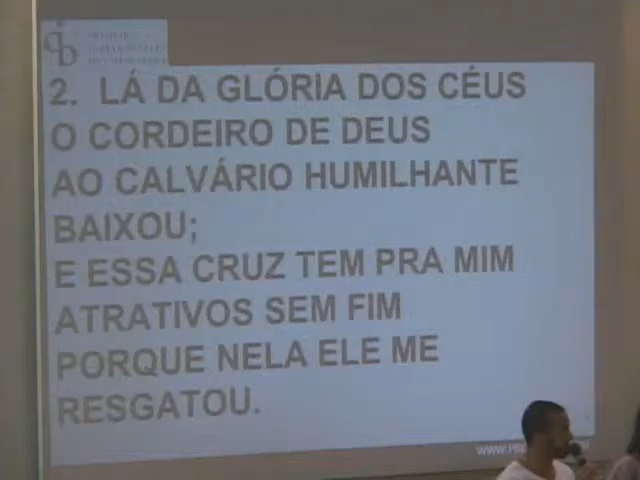 2. LÁ DA GLÓRIA DOS CÉUS
O CORDEIRO DE DEUS
AO CALVÁRIO HUMILHANTE
BAIXOU;
E ESSA CRUZ TEM PRA MIM
ATRATIVOS SEM FIM
PORQUE NELA ELE ME
RESGATOU.